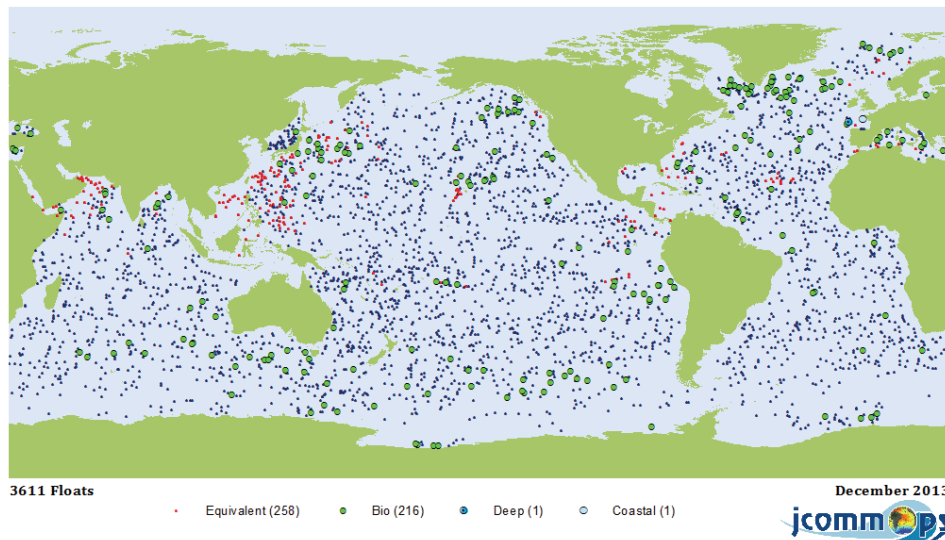 3611 Floats
December 2013
Equivalent (258)
Bio (216)
Deep (1)
Coastal (1)
jcommops